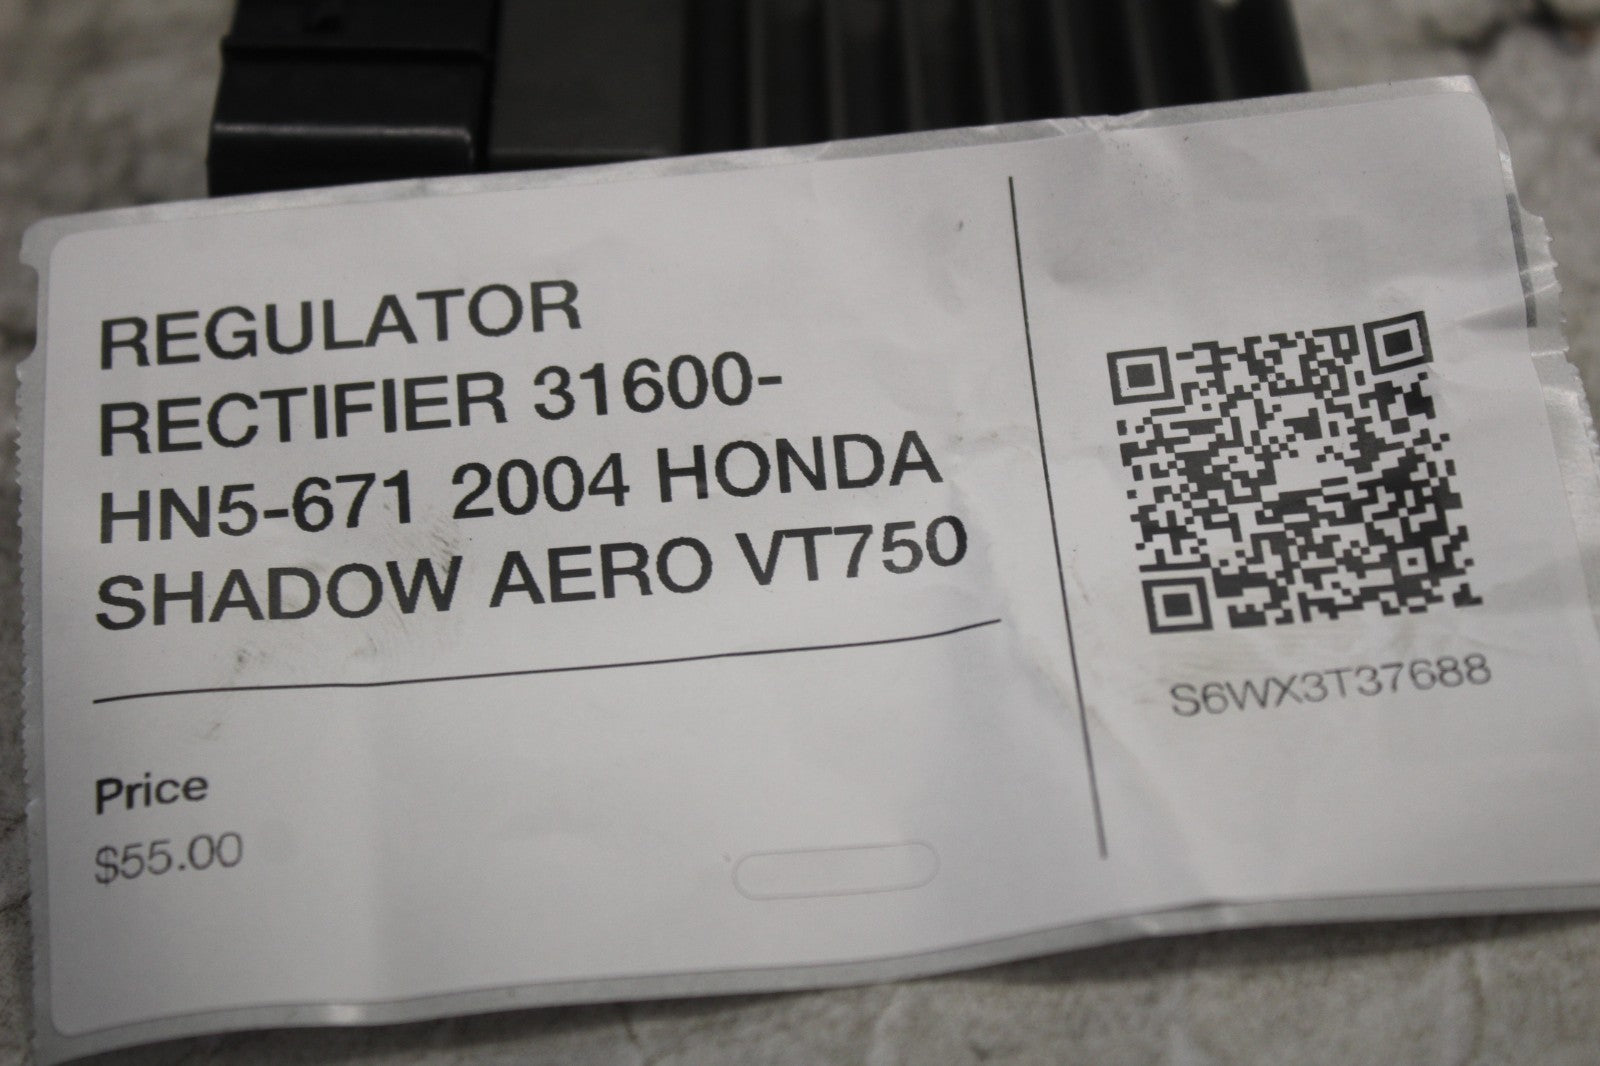 REGULATOR
RECTIFIER 31600-
HN5-671 2004 HONDA
SHADOW AERO VT750
Price
$55.00
S6WX3T37688